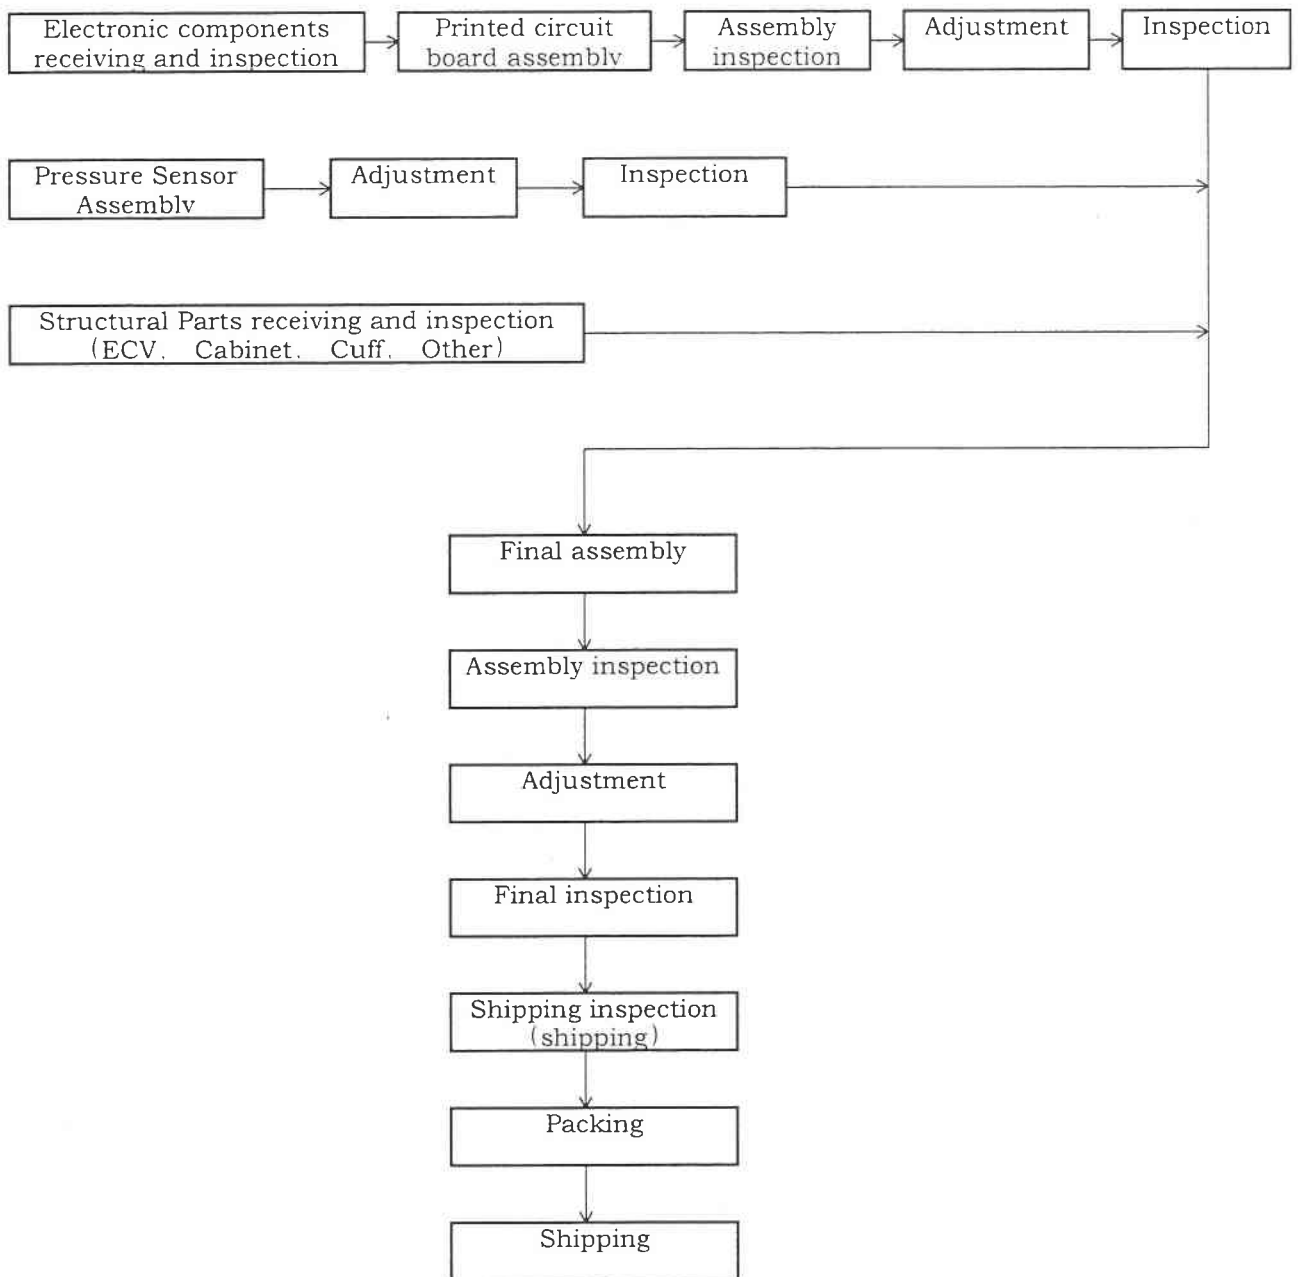 Electronic components
receiving and inspection
Printed circuit
board assembly
Assembly
inspection
Adjustment
Inspection
Pressure Sensor
Assembly
Adjustment
Inspection
Structural Parts receiving and inspection
(ECV, Cabinet, Cuff, Other)
Final assembly
Assembly inspection
Adjustment
Final inspection
Shipping inspection
(shipping)
Packing
Shipping